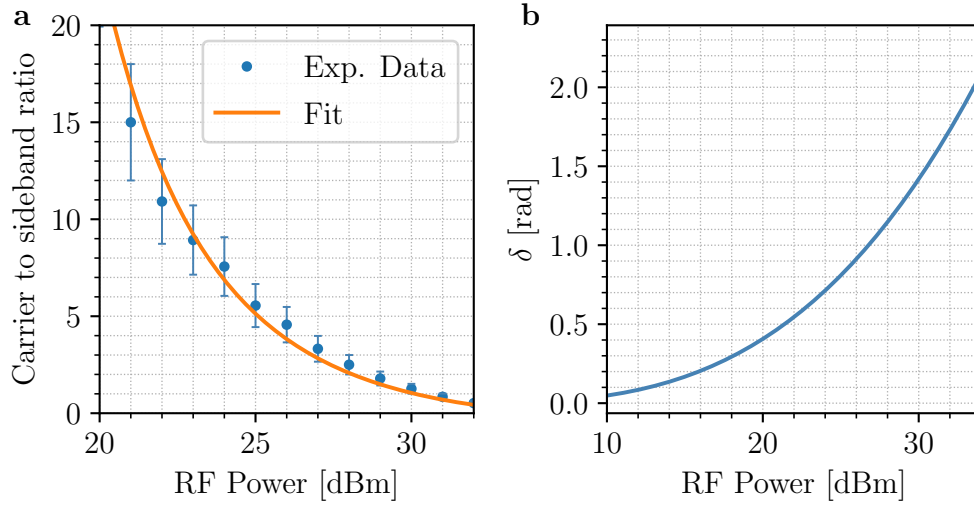 a
Carrier to sideband ratio
20
15
10
5
0
20
25
30
RF Power [dBm]
Exp. Data
Fit
b
δ [rad]
2.0
1.5
1.0
0.5
0.0
10
20
30
RF Power [dBm]